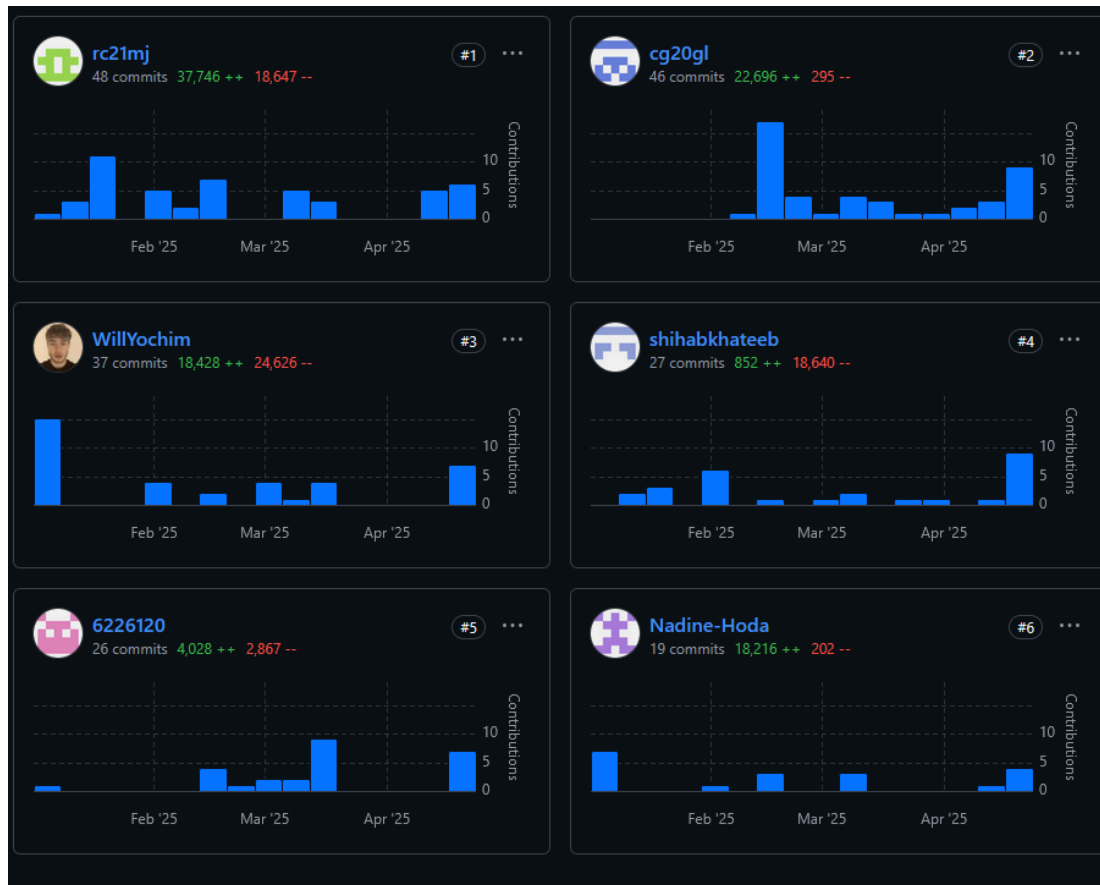 rc21mj #1 ···
48 commits 37,746 ++ 18,647 --
Contributions
10
5
0
Feb '25 Mar '25 Apr '25
cg20gl #2 ···
46 commits 22,696 ++ 295 --
Contributions
10
5
0
Feb '25 Mar '25 Apr '25
WillYochim #3 ···
37 commits 18,428 ++ 24,626 --
Contributions
10
5
0
Feb '25 Mar '25 Apr '25
shihabkhateeb #4 ···
27 commits 852 ++ 18,640 --
Contributions
10
5
0
Feb '25 Mar '25 Apr '25
6226120 #5 ···
26 commits 4,028 ++ 2,867 --
Contributions
10
5
0
Feb '25 Mar '25 Apr '25
Nadine-Hoda #6 ···
19 commits 18,216 ++ 202 --
Contributions
10
5
0
Feb '25 Mar '25 Apr '25